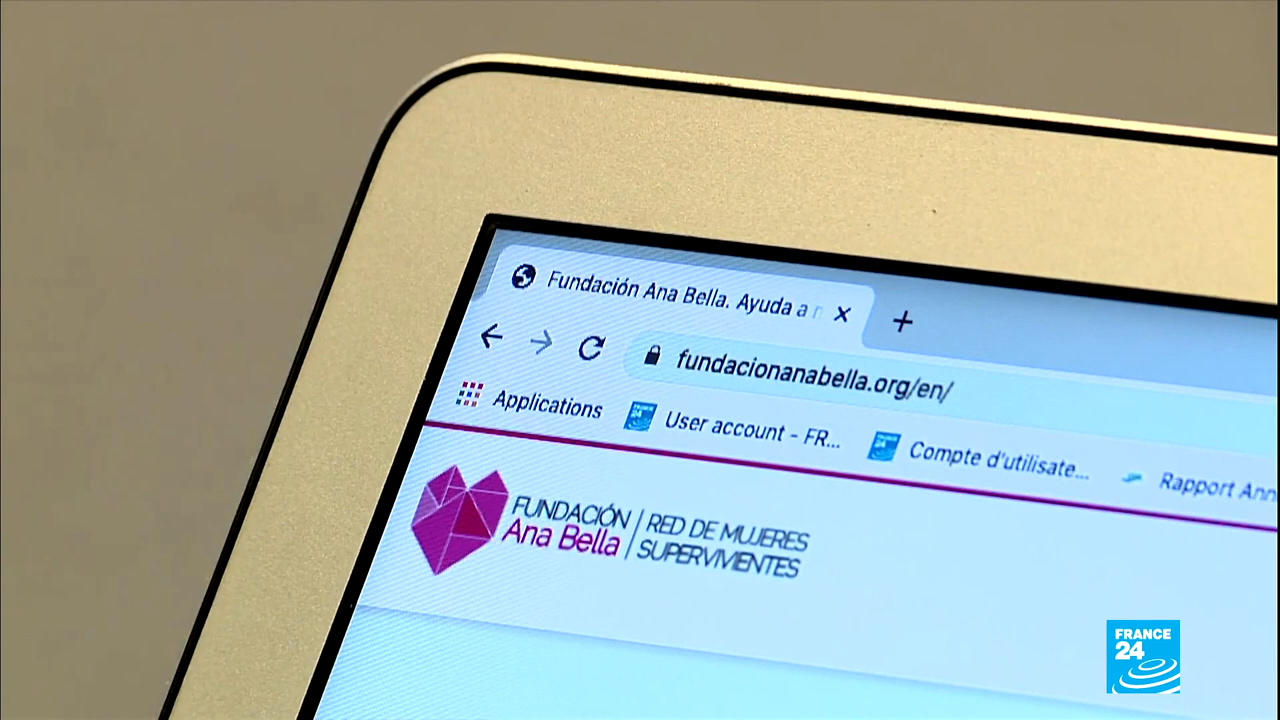 Fundación Ana Bella. Ayuda a
fundacionanabella.org/en/
Applications
User account - FR...
Compte d'utilisate...
Rapport Ann
FUNDACIÓN
Ana Bella
RED DE MUJERES
SUPERVIVIENTES
FRANCE
24